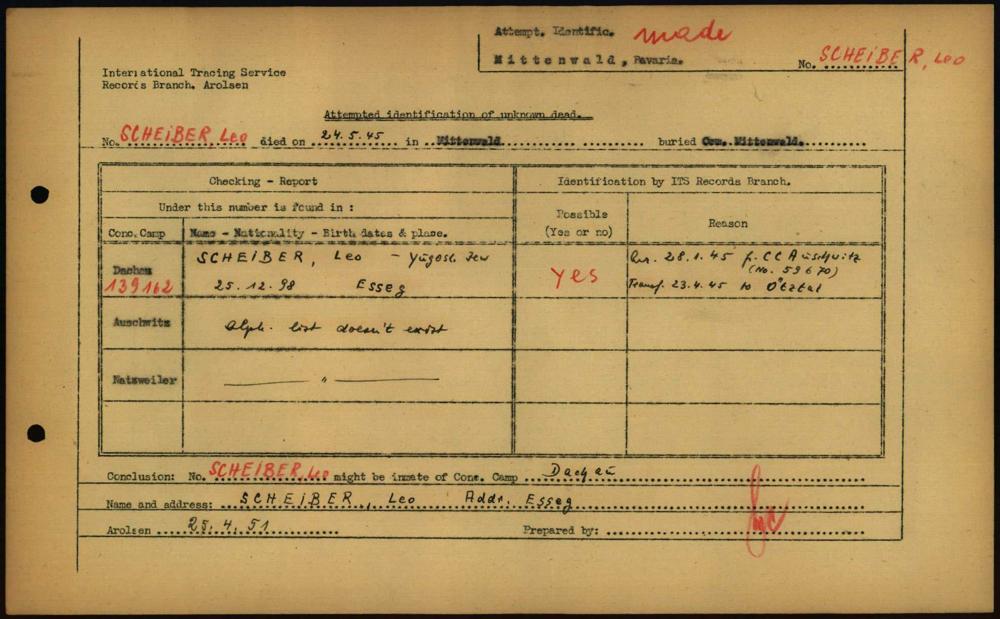 Attempt. Identific. made
Mittenwald, Bavaria. No. SCHEIBER, Leo
International Tracing Service
Records Branch. Arolsen
Attempted identification of unknown dead.
No. SCHEIBER, Leo died on 24.5.45 in Mittenwald buried Cem. Mittenwald.
Checking - Report Identification by ITS Records Branch.
Under this number is found in :
Possible
(Yes or no) Reason
Conc. Camp Name - Nationality - Birth dates & place.
Dachau SCHEIBER, Leo - Yugosl. Jew yes Arr. 28.1.45 f. CC Auschwitz
(No. 59670)
139162 25.12.98 Esseg Transf. 23.4.45 to Ötztal
Auschwitz alph. list doesn't exist
Natzweiler — " —
Conclusion: No. SCHEIBER, Leo might be inmate of Conc. Camp Dachau
Name and address: SCHEIBER, Leo Addr. Esseg
Arolsen 25.4.51 Prepared by: